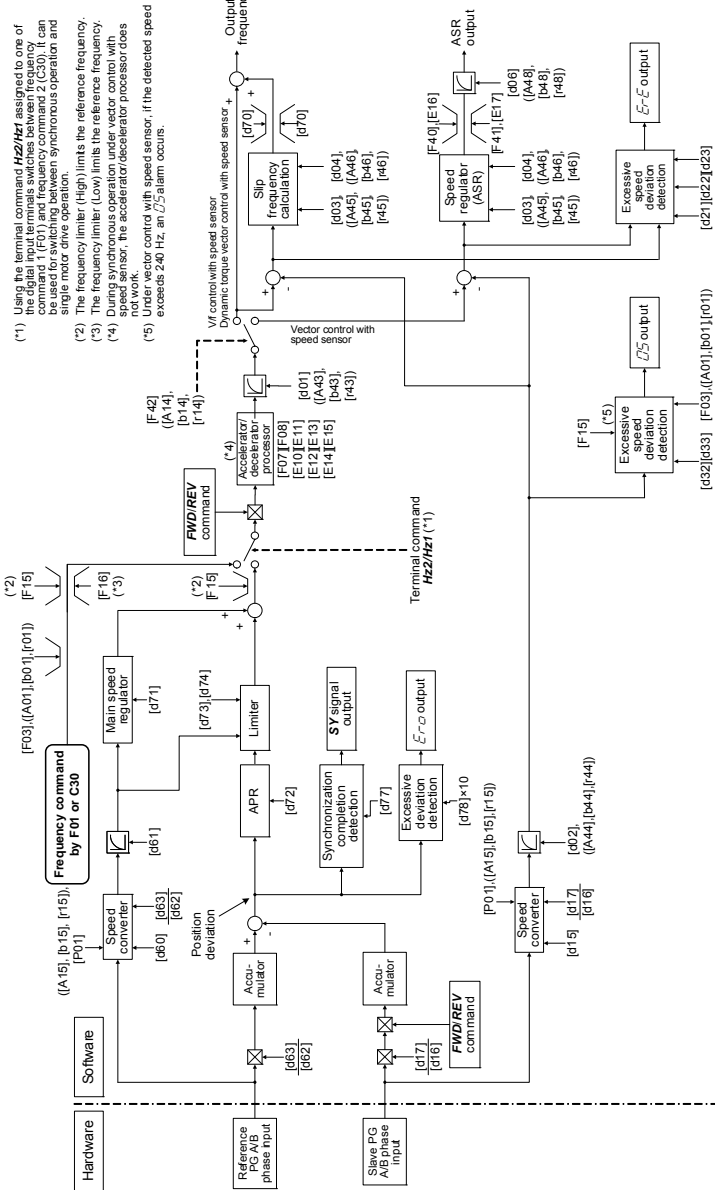 (*1) Using the terminal command Hz2/Hz1 assigned to one of
the digital input terminals switches between frequency
command 1 (F01) and frequency command 2 (C30). It can
be used for switching between synchronous operation and
single motor drive operation.
(*2) The frequency limiter (High) limits the reference frequency.
(*3) The frequency limiter (Low) limits the reference frequency.
(*4) During synchronous operation under vector control with
speed sensor, the accelerator/decelerator processor does
not work.
(*5) Under vector control with speed sensor, if the detected speed
exceeds 240 Hz, an OS alarm occurs.
Hardware
Software
Reference
PG A/B
phase input
Slave PG
A/B phase
input
([A15], [b15], [r15]),
[P01]
Speed
converter
[d60]
[d63]
[d62]
[d61]
Frequency command
by F01 or C30
[F03],([A01],[b01],[r01])
(*2)
[F15]
[F16]
(*3)
Main speed
regulator
[d71]
[d63]
[d62]
Accu-
mulator
Position
deviation
+
-
APR
[d72]
[d73],[d74]
Limiter
+
+
(*2)
[F15]
[d17]
[d16]
FWD/REV
command
Accu-
mulator
Synchronization
completion
detection
[d77]
SY signal
output
Excessive
deviation
detection
[d78]×10
Ero output
Terminal command
Hz2/Hz1 (*1)
FWD/REV
command
(*4)
Accelerator/
decelerator
processor
[F07][F08]
[E10][E11]
[E12][E13]
[E14][E15]
[d01]
([A43],
[b43],
[r43])
[F42]
([A14],
[b14],
[r14])
V/f control with speed sensor
Dynamic torque vector control with speed sensor
Vector control with
speed sensor
+
-
Slip
frequency
calculation
[d03],
([A45],
[b45],
[r45])
[d04],
([A46],
[b46],
[r46])
[d70]
[d70]
+
+
Output
frequency
+
-
Speed
regulator
(ASR)
[d03],
([A45],
[b45],
[r45])
[d04],
([A46],
[b46],
[r46])
[F40],[E16]
[F41],[E17]
[d06]
([A48],
[b48],
[r48])
ASR
output
Excessive
speed
deviation
detection
[d21][d22][d23]
ErE output
[P01],([A15],[b15],[r15])
Speed
converter
[d15]
[d17]
[d16]
[d02],
([A44],[b44],[r44])
[F15]
(*5)
Excessive
speed
deviation
detection
[d32][d33]
[F03],([A01],[b01],[r01])
OS output